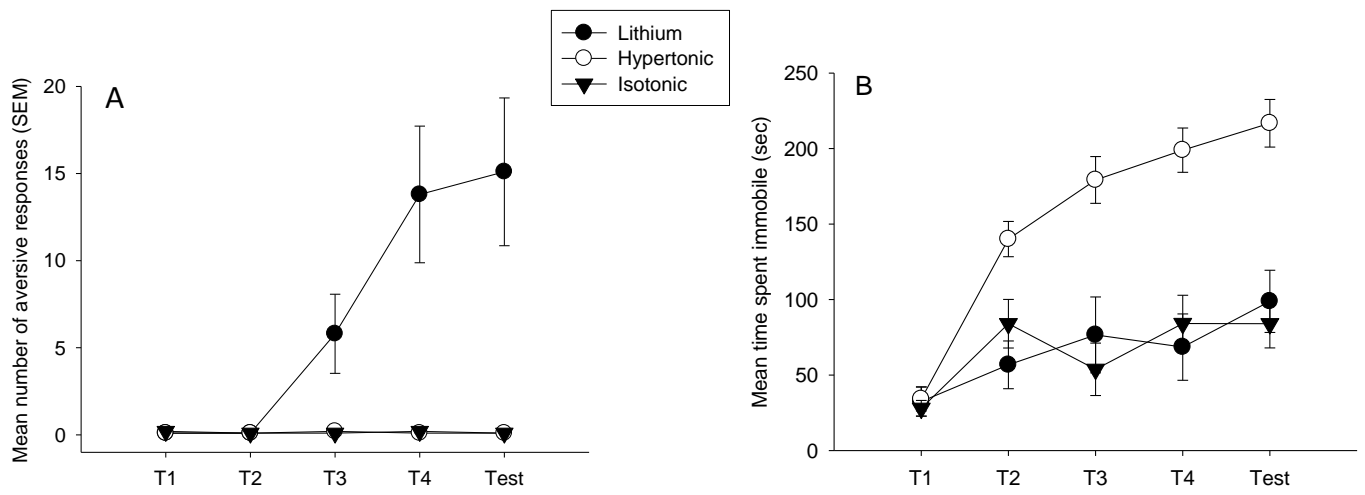 Lithium
Hypertonic
Isotonic
A
Mean number of aversive responses (SEM)
20
15
10
5
0
T1 T2 T3 T4 Test
B
Mean time spent immobile (sec)
250
200
150
100
50
0
T1 T2 T3 T4 Test